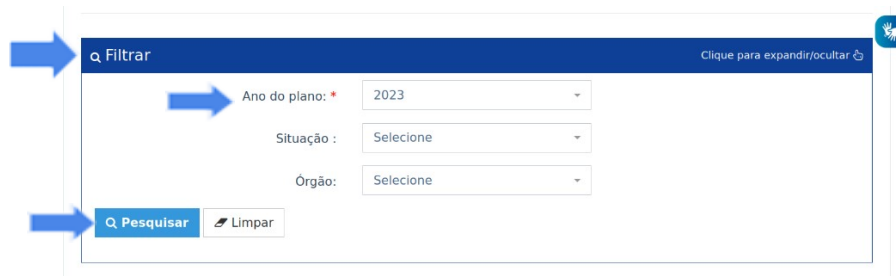 Filtrar
Clique para expandir/ocultar
Ano do plano: *
2023
Situação :
Selecione
Órgão:
Selecione
Pesquisar
Limpar